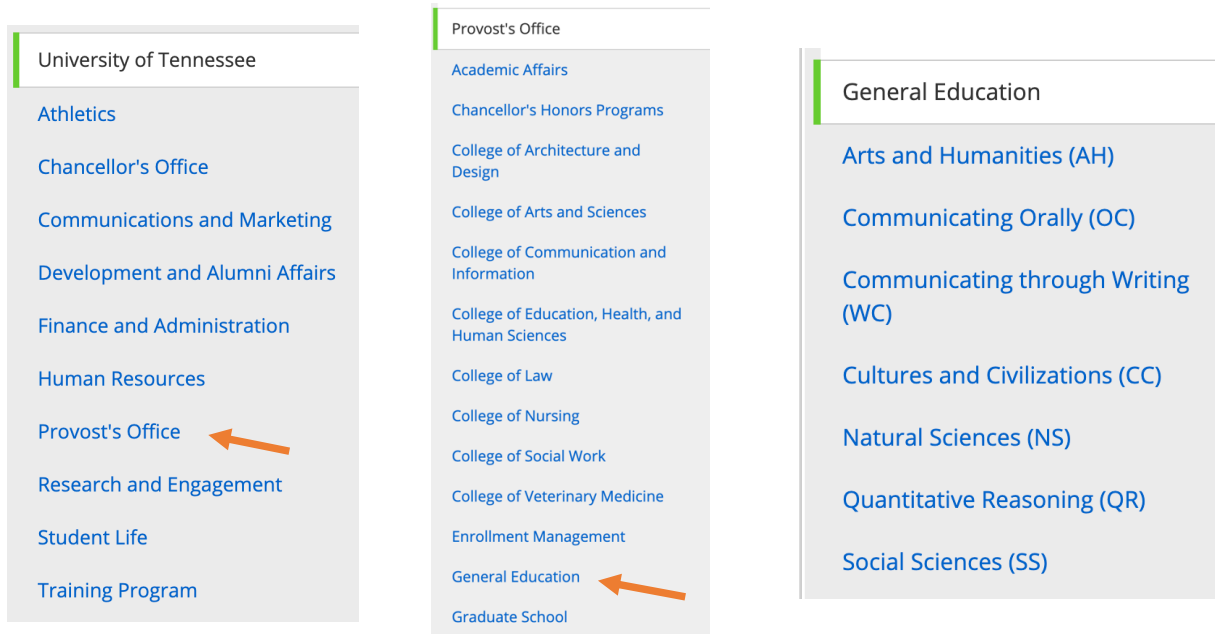 University of Tennessee
Athletics
Chancellor's Office
Communications and Marketing
Development and Alumni Affairs
Finance and Administration
Human Resources
Provost's Office
Research and Engagement
Student Life
Training Program
Provost's Office
Academic Affairs
Chancellor's Honors Programs
College of Architecture and
Design
College of Arts and Sciences
College of Communication and
Information
College of Education, Health, and
Human Sciences
College of Law
College of Nursing
College of Social Work
College of Veterinary Medicine
Enrollment Management
General Education
Graduate School
General Education
Arts and Humanities (AH)
Communicating Orally (OC)
Communicating through Writing
(WC)
Cultures and Civilizations (CC)
Natural Sciences (NS)
Quantitative Reasoning (QR)
Social Sciences (SS)